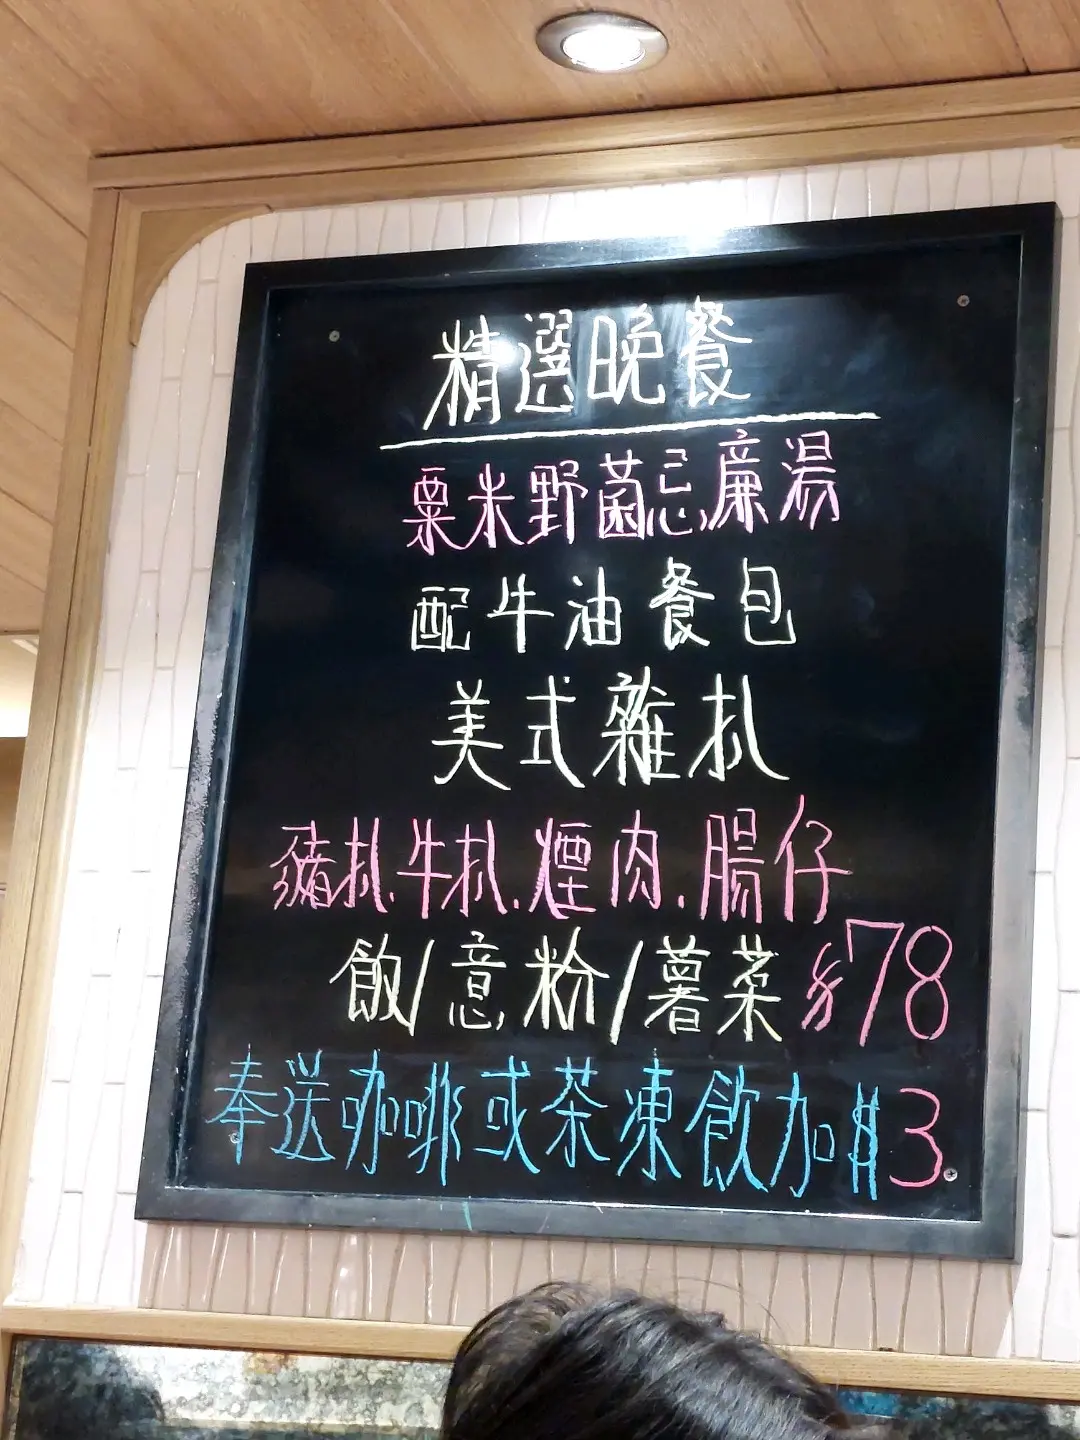 精選晚餐
粟米野菌忌廉湯
配牛油餐包
美式雜扒
豬扒.牛扒.煙肉.腸仔
飯/意粉/薯菜$78
奉送咖啡或茶凍飲加$3